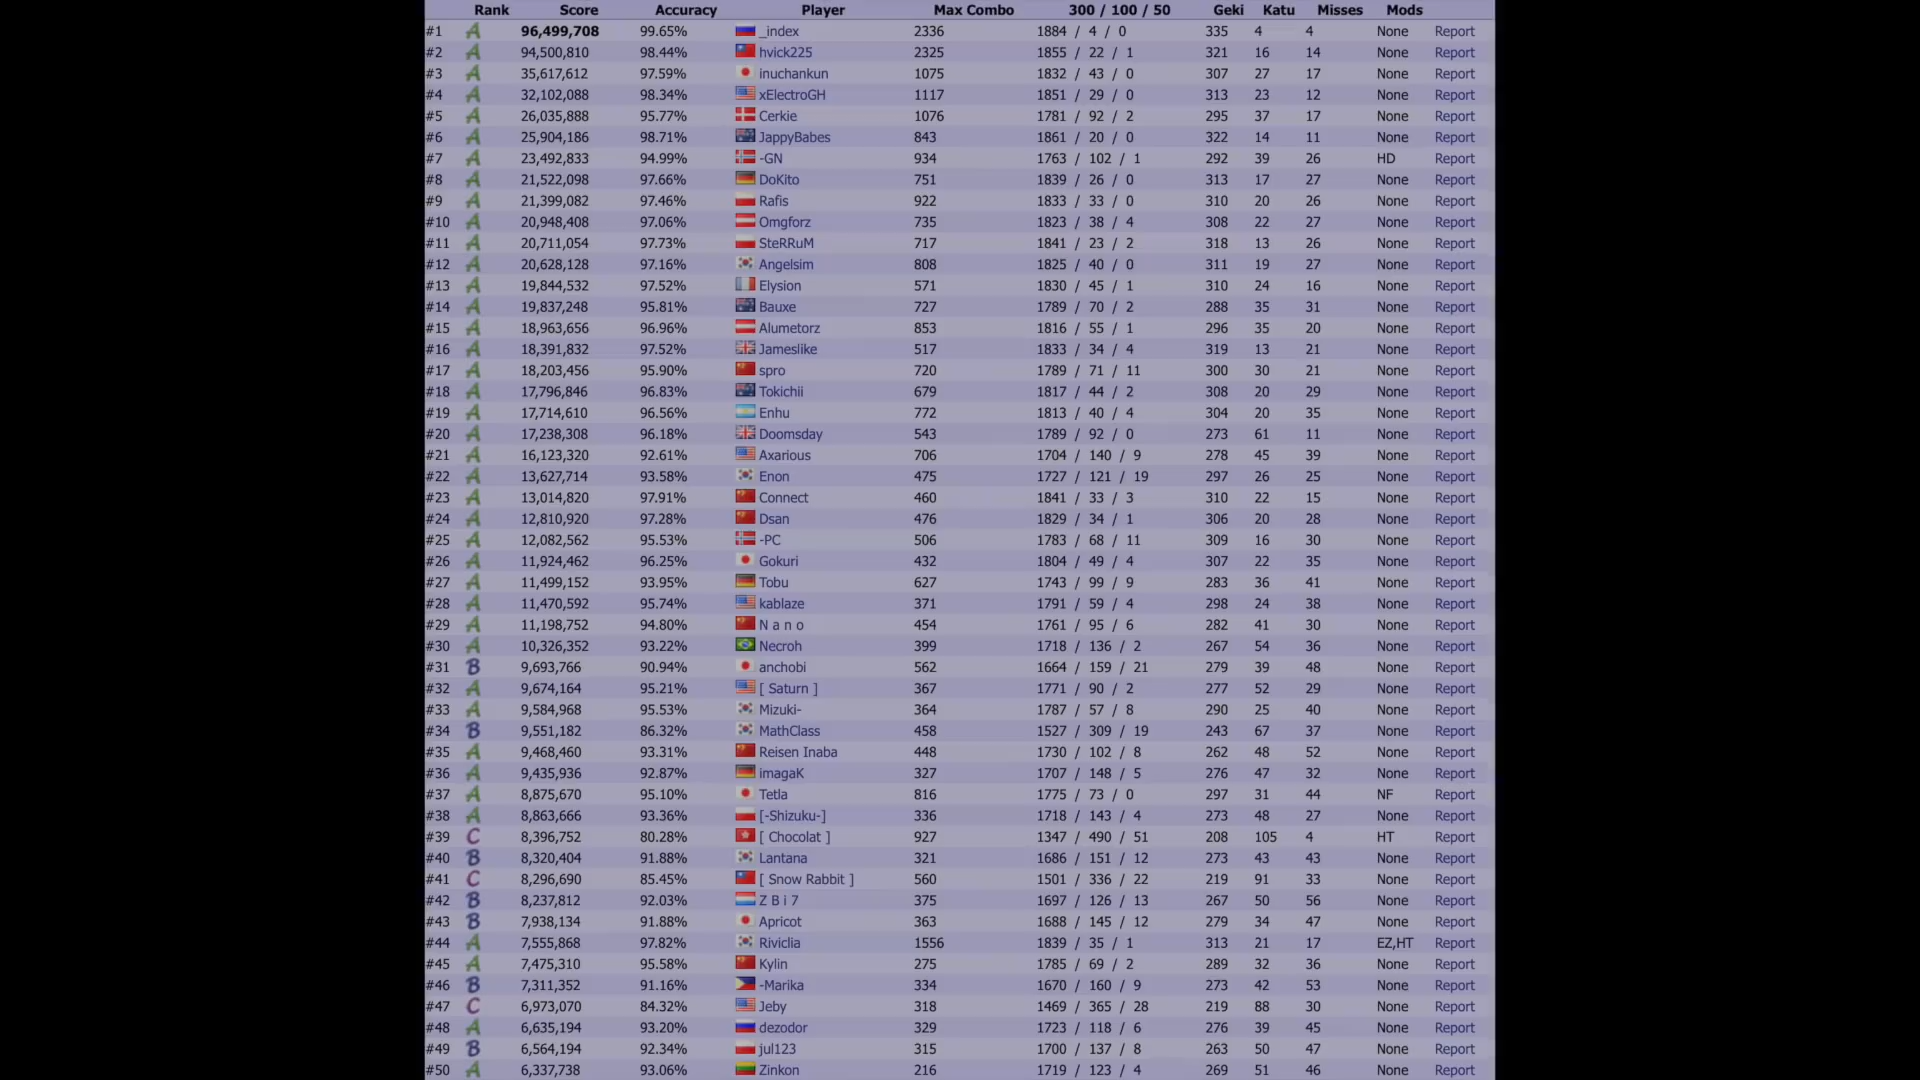 Rank Score Accuracy Player Max Combo 300 / 100 / 50 Geki Katu Misses Mods
#1 A 96,499,708 99.65% _index 2336 1884 / 4 / 0 335 4 4 None Report
#2 A 94,500,810 98.44% hvick225 2325 1855 / 22 / 1 321 16 14 None Report
#3 A 35,617,612 97.59% inuchankun 1075 1832 / 43 / 0 307 27 17 None Report
#4 A 32,102,088 98.34% xElectroGH 1117 1851 / 29 / 0 313 23 12 None Report
#5 A 26,035,888 95.77% Cerkie 1076 1781 / 92 / 2 295 37 17 None Report
#6 A 25,904,186 98.71% JappyBabes 843 1861 / 20 / 0 322 14 11 None Report
#7 A 23,492,833 94.99% -GN 934 1763 / 102 / 1 292 39 26 HD Report
#8 A 21,522,098 97.66% DoKito 751 1839 / 26 / 0 313 17 27 None Report
#9 A 21,399,082 97.46% Rafis 922 1833 / 33 / 0 310 20 26 None Report
#10 A 20,948,408 97.06% Omgforz 735 1823 / 38 / 4 308 22 27 None Report
#11 A 20,711,054 97.73% SteRRuM 717 1841 / 23 / 2 318 13 26 None Report
#12 A 20,628,128 97.16% Angelsim 808 1825 / 40 / 0 311 19 27 None Report
#13 A 19,844,532 97.52% Elysion 571 1830 / 45 / 1 310 24 16 None Report
#14 A 19,837,248 95.81% Bauxe 727 1789 / 70 / 2 288 35 31 None Report
#15 A 18,963,656 96.96% Alumetorz 853 1816 / 55 / 1 296 35 20 None Report
#16 A 18,391,832 97.52% Jameslike 517 1833 / 34 / 4 319 13 21 None Report
#17 A 18,203,456 95.90% spro 720 1789 / 71 / 11 300 30 21 None Report
#18 A 17,796,846 96.83% Tokichii 679 1817 / 44 / 2 308 20 29 None Report
#19 A 17,714,610 96.56% Enhu 772 1813 / 40 / 4 304 20 35 None Report
#20 A 17,238,308 96.18% Doomsday 543 1789 / 92 / 0 273 61 11 None Report
#21 A 16,123,320 92.61% Axarious 706 1704 / 140 / 9 278 45 39 None Report
#22 A 13,627,714 93.58% Enon 475 1727 / 121 / 19 297 26 25 None Report
#23 A 13,014,820 97.91% Connect 460 1841 / 33 / 3 310 22 15 None Report
#24 A 12,810,920 97.28% Dsan 476 1829 / 34 / 1 306 20 28 None Report
#25 A 12,082,562 95.53% -PC 506 1783 / 68 / 11 309 16 30 None Report
#26 A 11,924,462 96.25% Gokuri 432 1804 / 49 / 4 307 22 35 None Report
#27 A 11,499,152 93.95% Tobu 627 1743 / 99 / 9 283 36 41 None Report
#28 A 11,470,592 95.74% kablaze 371 1791 / 59 / 4 298 24 38 None Report
#29 A 11,198,752 94.80% N a n o 454 1761 / 95 / 6 282 41 30 None Report
#30 A 10,326,352 93.22% Necroh 399 1718 / 136 / 2 267 54 36 None Report
#31 B 9,693,766 90.94% anchobi 562 1664 / 159 / 21 279 39 48 None Report
#32 A 9,674,164 95.21% [ Saturn ] 367 1771 / 90 / 2 277 52 29 None Report
#33 A 9,584,968 95.53% Mizuki- 364 1787 / 57 / 8 290 25 40 None Report
#34 B 9,551,182 86.32% MathClass 458 1527 / 309 / 19 243 67 37 None Report
#35 A 9,468,460 93.31% Reisen Inaba 448 1730 / 102 / 8 262 48 52 None Report
#36 A 9,435,936 92.87% imagaK 327 1707 / 148 / 5 276 47 32 None Report
#37 A 8,875,670 95.10% Tetla 816 1775 / 73 / 0 297 31 44 NF Report
#38 A 8,863,666 93.36% [-Shizuku-] 336 1718 / 143 / 4 273 48 27 None Report
#39 C 8,396,752 80.28% [ Chocolat ] 927 1347 / 490 / 51 208 105 4 HT Report
#40 B 8,320,404 91.88% Lantana 321 1686 / 151 / 12 273 43 43 None Report
#41 C 8,296,690 85.45% [ Snow Rabbit ] 560 1501 / 336 / 22 219 91 33 None Report
#42 B 8,237,812 92.03% Z B i 7 375 1697 / 126 / 13 267 50 56 None Report
#43 B 7,938,134 91.88% Apricot 363 1688 / 145 / 12 279 34 47 None Report
#44 A 7,555,868 97.82% Riviclia 1556 1839 / 35 / 1 313 21 17 EZ,HT Report
#45 A 7,475,310 95.58% Kylin 275 1785 / 69 / 2 289 32 36 None Report
#46 B 7,311,352 91.16% -Marika 334 1670 / 160 / 9 273 42 53 None Report
#47 C 6,973,070 84.32% Jeby 318 1469 / 365 / 28 219 88 30 None Report
#48 A 6,635,194 93.20% dezodor 329 1723 / 118 / 6 276 39 45 None Report
#49 B 6,564,194 92.34% jul123 315 1700 / 137 / 8 263 50 47 None Report
#50 A 6,337,738 93.06% Zinkon 216 1719 / 123 / 4 269 51 46 None Report